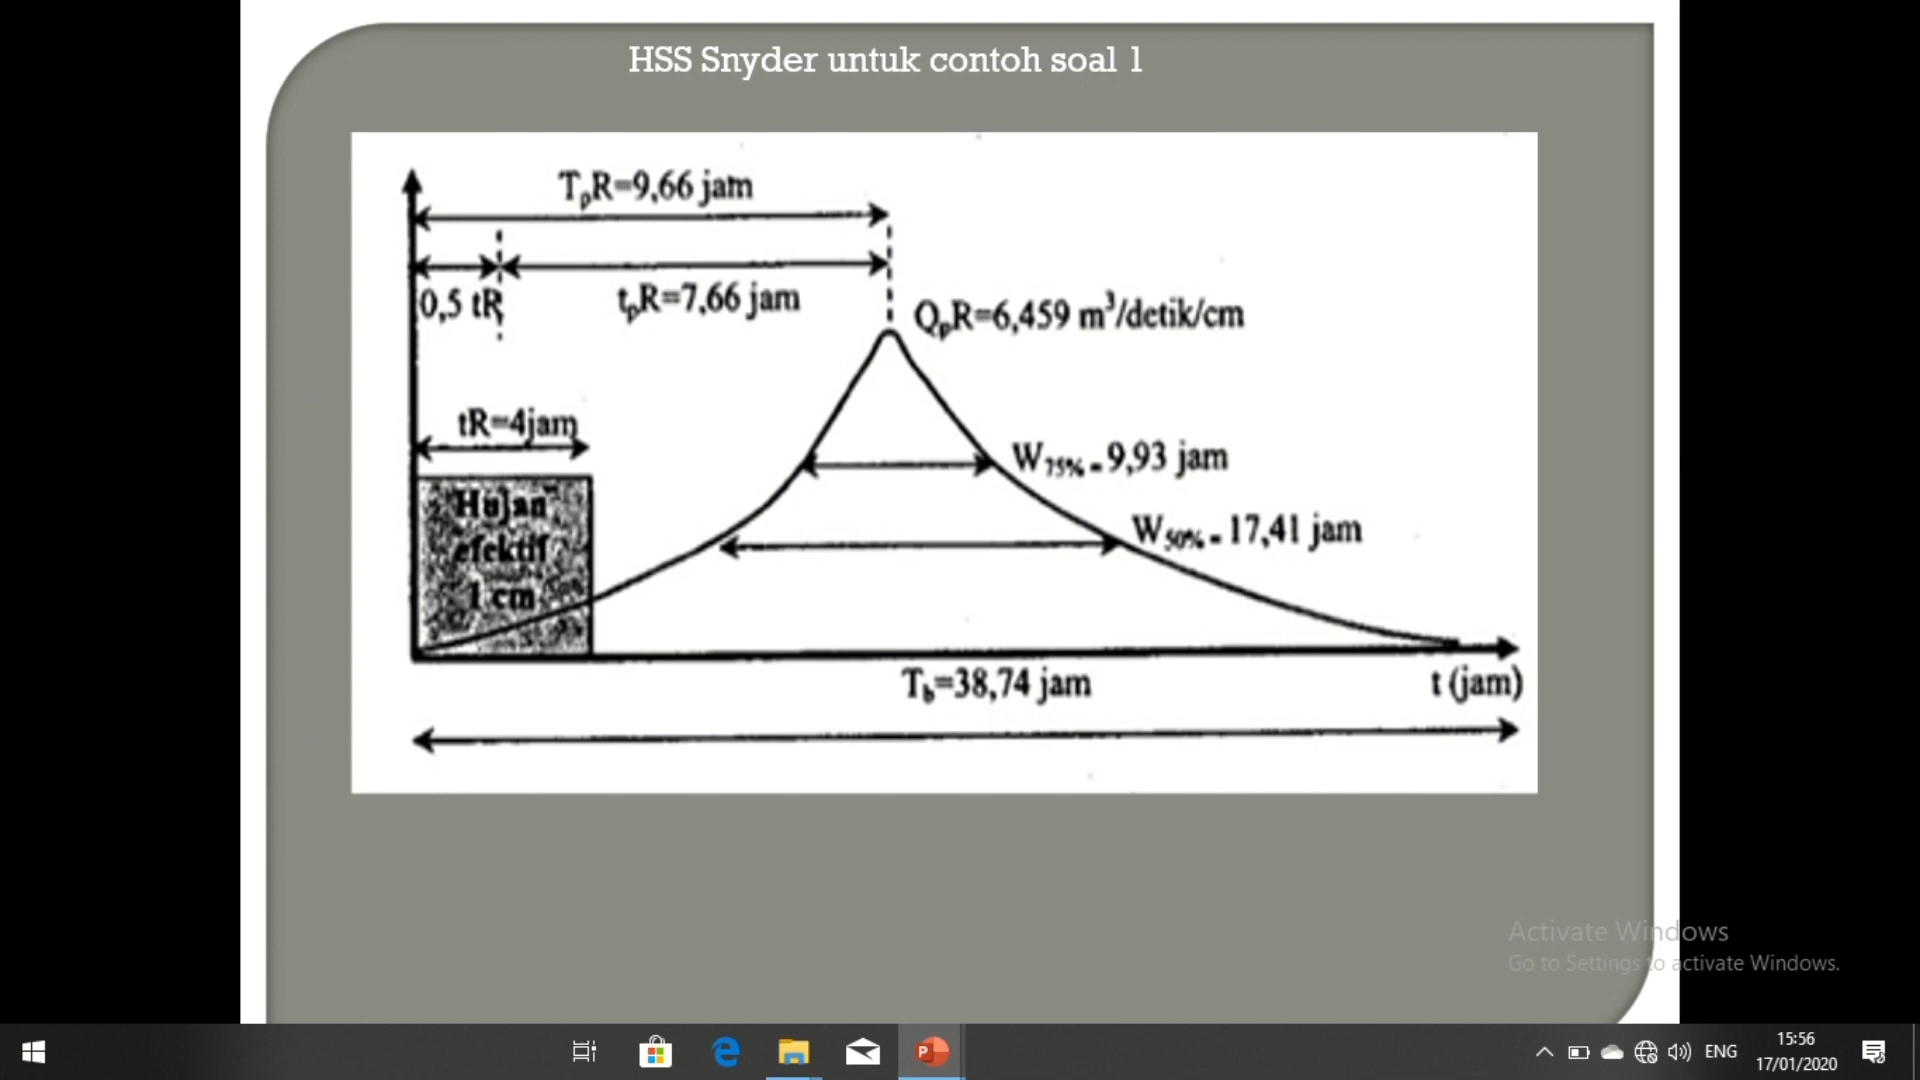 HSS Snyder untuk contoh soal 1
TpR=9,66 jam
0,5 tR
tpR=7,66 jam
QpR=6,459 m³/detik/cm
tR=4jam
W75% = 9,93 jam
Hujan
efektif
1 cm
W50% = 17,41 jam
Tb=38,74 jam
t (jam)
Activate Windows
Go to Settings to activate Windows.
ENG
15:56
17/01/2020